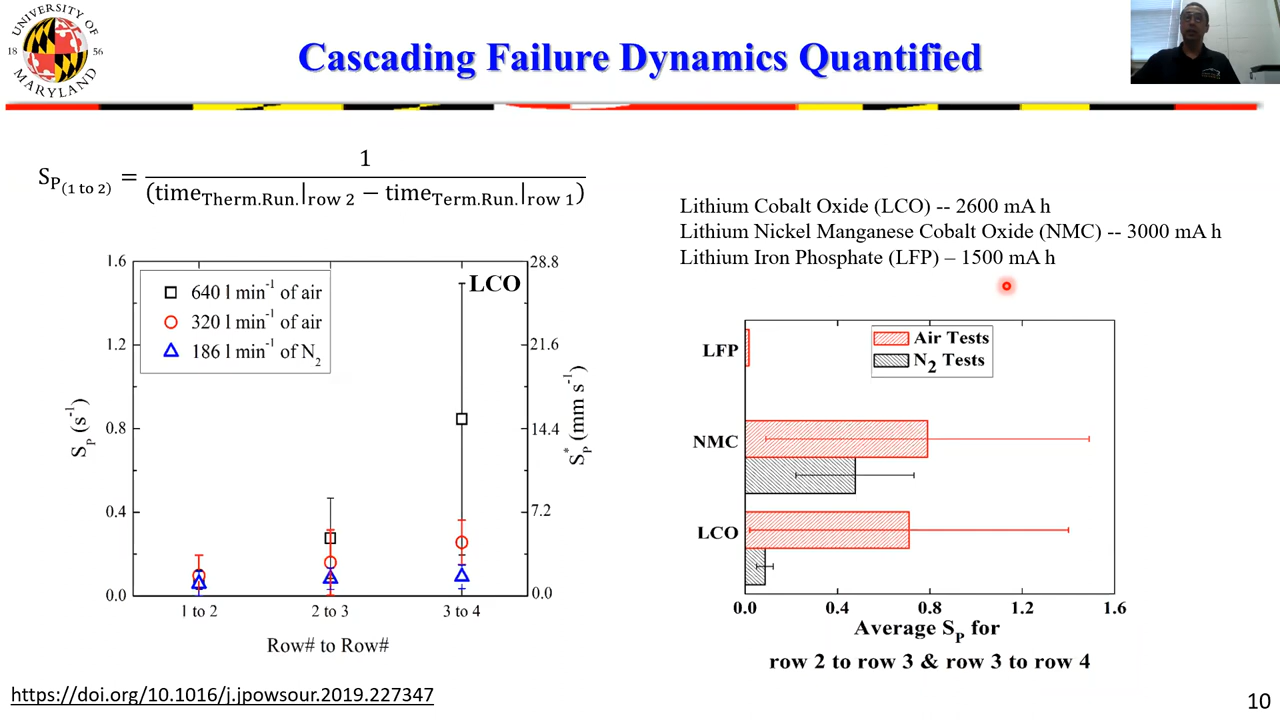 UNIVERSITY OF
18 56
MARYLAND
Cascading Failure Dynamics Quantified
S_P(1 to 2) = 1 / (time_Therm.Run.|row 2 − time_Term.Run.|row 1)
Lithium Cobalt Oxide (LCO) -- 2600 mA h
Lithium Nickel Manganese Cobalt Oxide (NMC) -- 3000 mA h
Lithium Iron Phosphate (LFP) – 1500 mA h
1.6 28.8
LCO
640 l min⁻¹ of air
320 l min⁻¹ of air
186 l min⁻¹ of N₂
1.2 21.6
0.8 14.4
0.4 7.2
0.0 0.0
S_P (s⁻¹)
S_P* (mm s⁻¹)
1 to 2 2 to 3 3 to 4
Row# to Row#
Air Tests
N₂ Tests
LFP
NMC
LCO
0.0 0.4 0.8 1.2 1.6
Average S_P for
row 2 to row 3 & row 3 to row 4
https://doi.org/10.1016/j.jpowsour.2019.227347
10